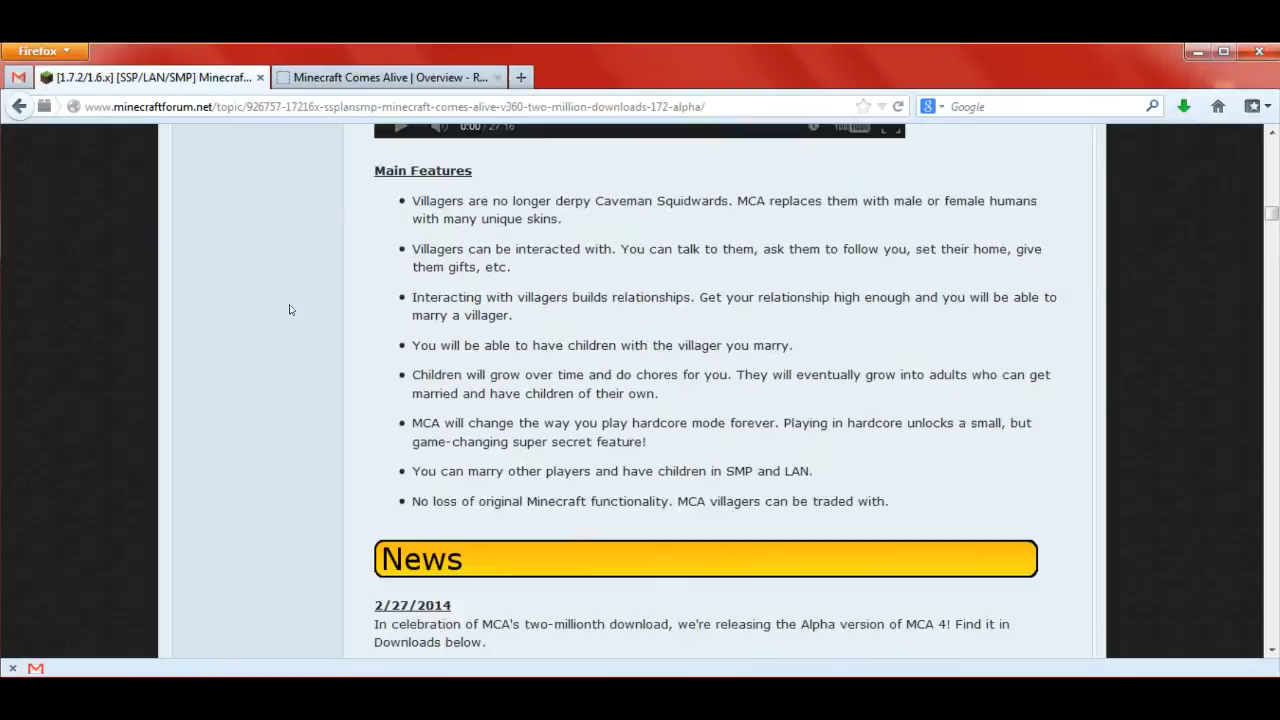 Firefox
[1.7.2/1.6.x] [SSP/LAN/SMP] Minecraf...
Minecraft Comes Alive | Overview - R...
www.minecraftforum.net/topic/926757-17216x-ssplansmp-minecraft-comes-alive-v360-two-million-downloads-172-alpha/
Google
0:00 / 27:16
Main Features
Villagers are no longer derpy Caveman Squidwards. MCA replaces them with male or female humans
with many unique skins.
Villagers can be interacted with. You can talk to them, ask them to follow you, set their home, give
them gifts, etc.
Interacting with villagers builds relationships. Get your relationship high enough and you will be able to
marry a villager.
You will be able to have children with the villager you marry.
Children will grow over time and do chores for you. They will eventually grow into adults who can get
married and have children of their own.
MCA will change the way you play hardcore mode forever. Playing in hardcore unlocks a small, but
game-changing super secret feature!
You can marry other players and have children in SMP and LAN.
No loss of original Minecraft functionality. MCA villagers can be traded with.
News
2/27/2014
In celebration of MCA's two-millionth download, we're releasing the Alpha version of MCA 4! Find it in
Downloads below.